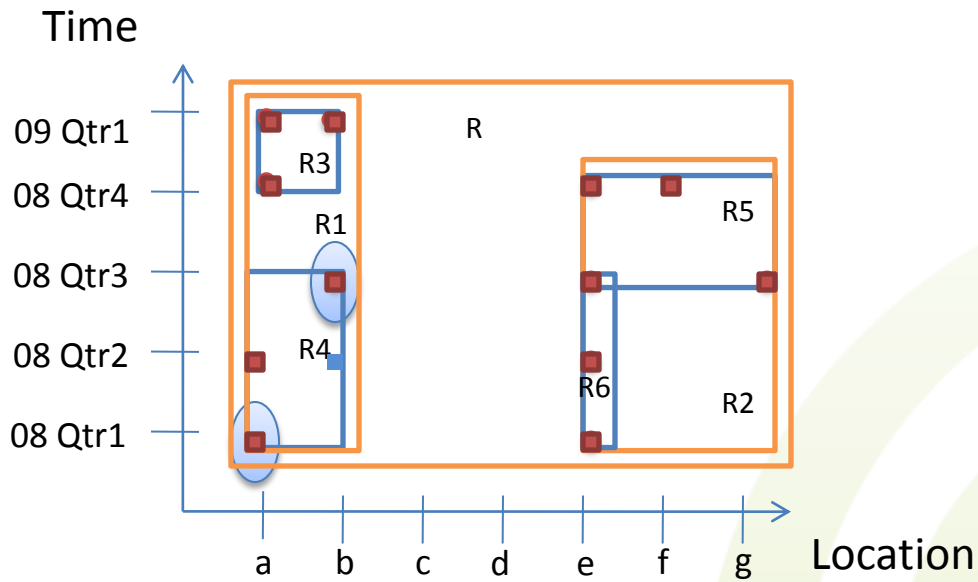 Time
09 Qtr1
R
R3
08 Qtr4
R5
R1
08 Qtr3
08 Qtr2
R4
R6
R2
08 Qtr1
a b c d e f g
Location